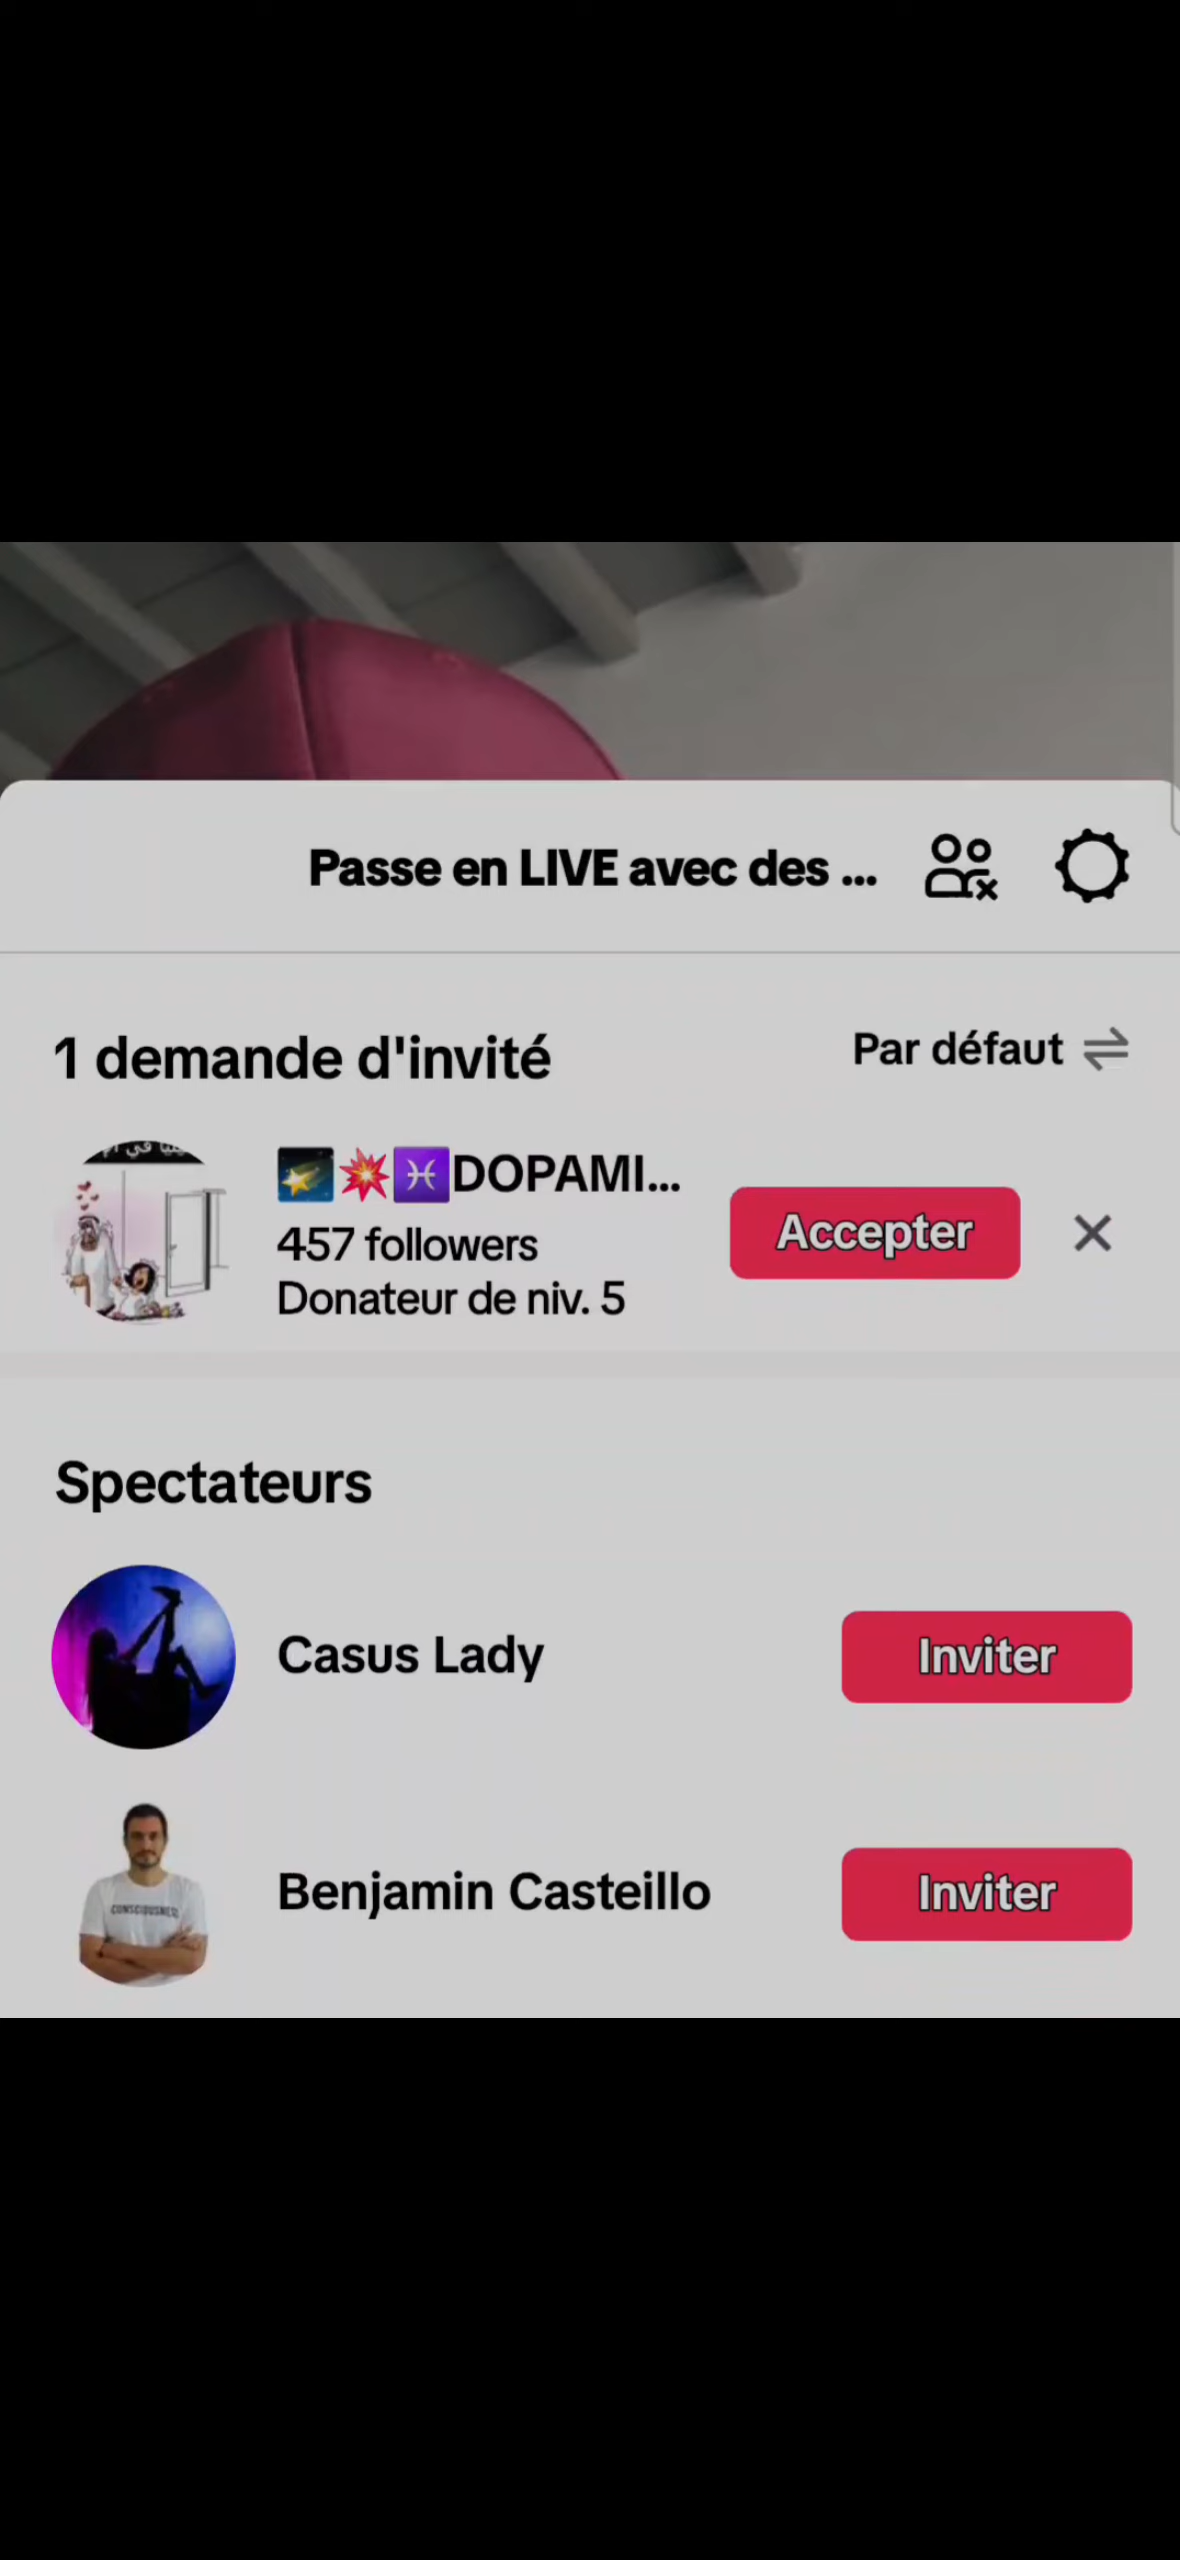 Passe en LIVE avec des ...
1 demande d'invité
Par défaut
🌠💥♓DOPAMI...
457 followers
Donateur de niv. 5
Accepter
Spectateurs
Casus Lady
Inviter
CONSCIOUSNESS
Benjamin Casteillo
Inviter